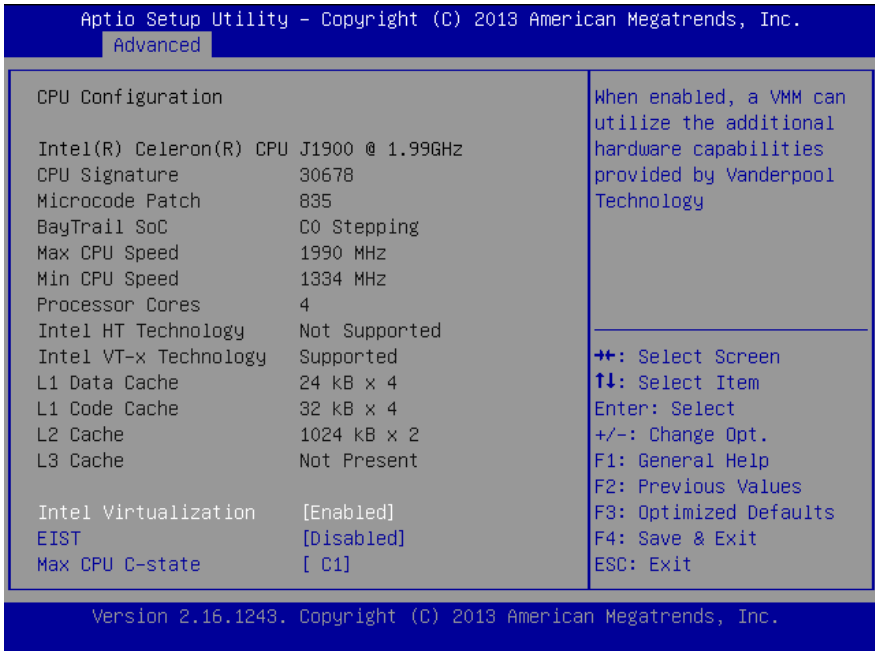 Aptio Setup Utility – Copyright (C) 2013 American Megatrends, Inc.
Advanced
CPU Configuration
Intel(R) Celeron(R) CPU J1900 @ 1.99GHz
CPU Signature 30678
Microcode Patch 835
BayTrail SoC C0 Stepping
Max CPU Speed 1990 MHz
Min CPU Speed 1334 MHz
Processor Cores 4
Intel HT Technology Not Supported
Intel VT-x Technology Supported
L1 Data Cache 24 kB x 4
L1 Code Cache 32 kB x 4
L2 Cache 1024 kB x 2
L3 Cache Not Present
Intel Virtualization [Enabled]
EIST [Disabled]
Max CPU C-state [ C1]
When enabled, a VMM can
utilize the additional
hardware capabilities
provided by Vanderpool
Technology
→←: Select Screen
↑↓: Select Item
Enter: Select
+/-: Change Opt.
F1: General Help
F2: Previous Values
F3: Optimized Defaults
F4: Save & Exit
ESC: Exit
Version 2.16.1243. Copyright (C) 2013 American Megatrends, Inc.